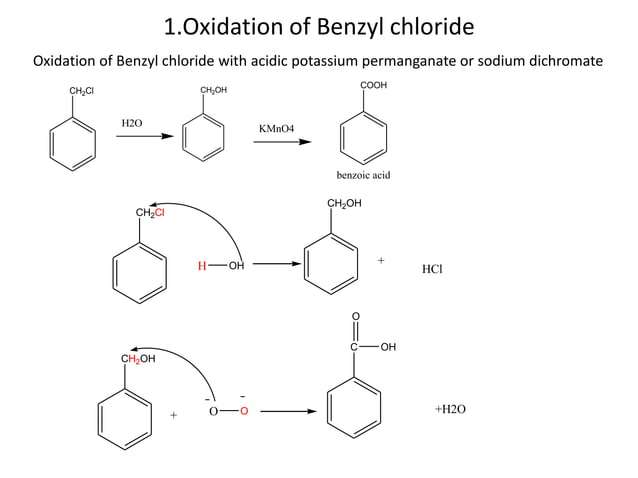 1.Oxidation of Benzyl chloride
Oxidation of Benzyl chloride with acidic potassium permanganate or sodium dichromate
CH₂Cl
CH₂OH
COOH
H2O
KMnO4
benzoic acid
CH₂Cl
CH₂OH
H OH
+
HCl
O
C OH
CH₂OH
- -
+ O O
+H2O